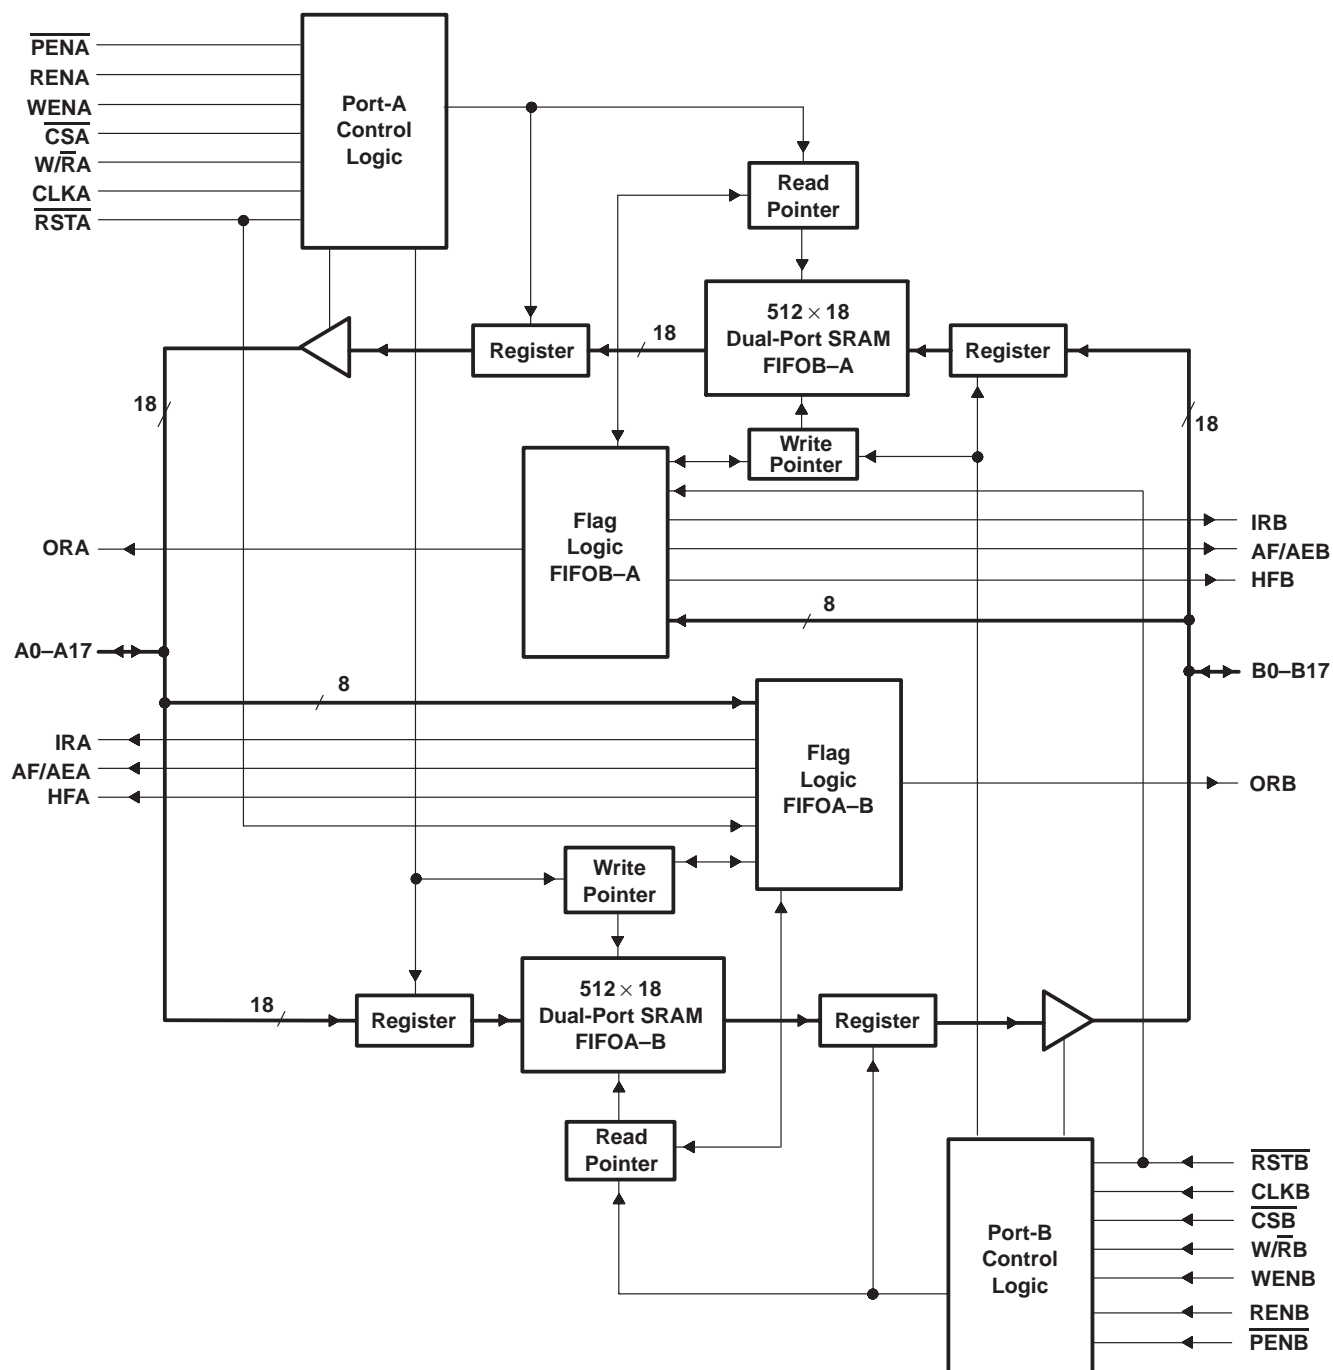 PENA
RENA
WENA
CSA
W/RA
CLKA
RSTA
Port-A
Control
Logic
Read
Pointer
512 × 18
Dual-Port SRAM
FIFOB–A
Register
18
Register
18
18
Write
Pointer
Flag
Logic
FIFOB–A
ORA
IRB
AF/AEB
HFB
8
A0–A17
B0–B17
8
IRA
AF/AEA
HFA
Flag
Logic
FIFOA–B
ORB
Write
Pointer
18
Register
512 × 18
Dual-Port SRAM
FIFOA–B
Register
Read
Pointer
Port-B
Control
Logic
RSTB
CLKB
CSB
W/RB
WENB
RENB
PENB